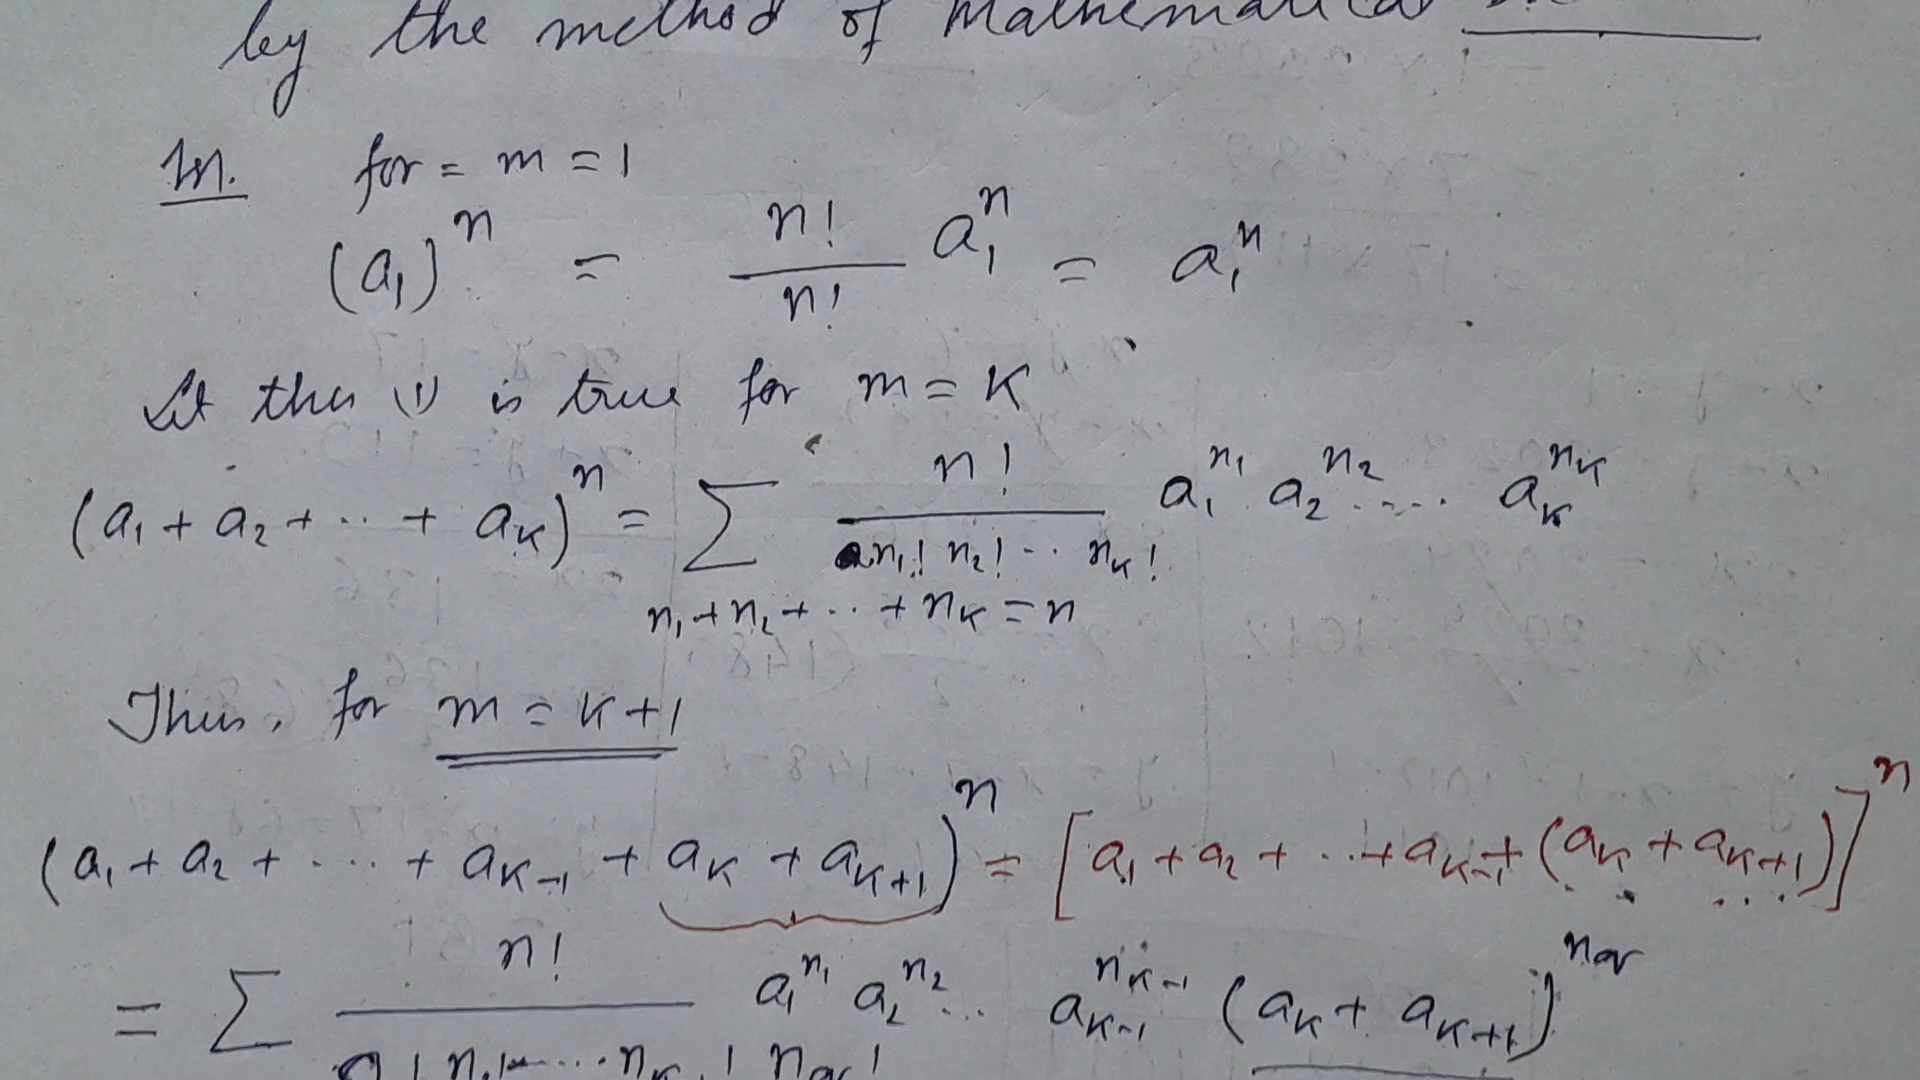 by the method of Mathematical
for = m = 1
(a₁)ⁿ = n!/n! a₁ⁿ = a₁ⁿ
Let this (1) is true for m = K
(a₁ + a₂ + ... + aₖ)ⁿ = Σ n!/(n₁! n₂! ... nₖ!) a₁^n₁ a₂^n₂ .... aₖ^nₖ
n₁ + n₂ + ... + nₖ = n
Thus, for m = K+1
(a₁ + a₂ + .... + aₖ₋₁ + aₖ + aₖ₊₁)ⁿ = [a₁ + a₂ + ... + aₖ₋₁ + (aₖ + aₖ₊₁)]ⁿ
= Σ n! a₁^n₁ a₂^n₂ ... aₖ₋₁^nₖ₋₁ (aₖ + aₖ₊₁)